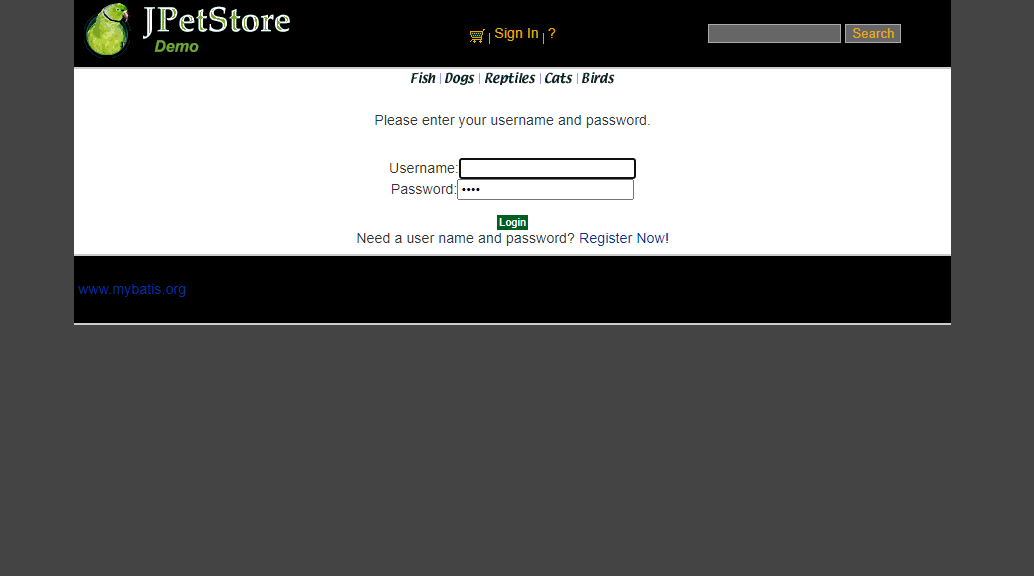 JPetStore
Demo
| Sign In | ?
Search
Fish | Dogs | Reptiles | Cats | Birds
Please enter your username and password.
Username:
Password: ••••
Login
Need a user name and password? Register Now!
www.mybatis.org